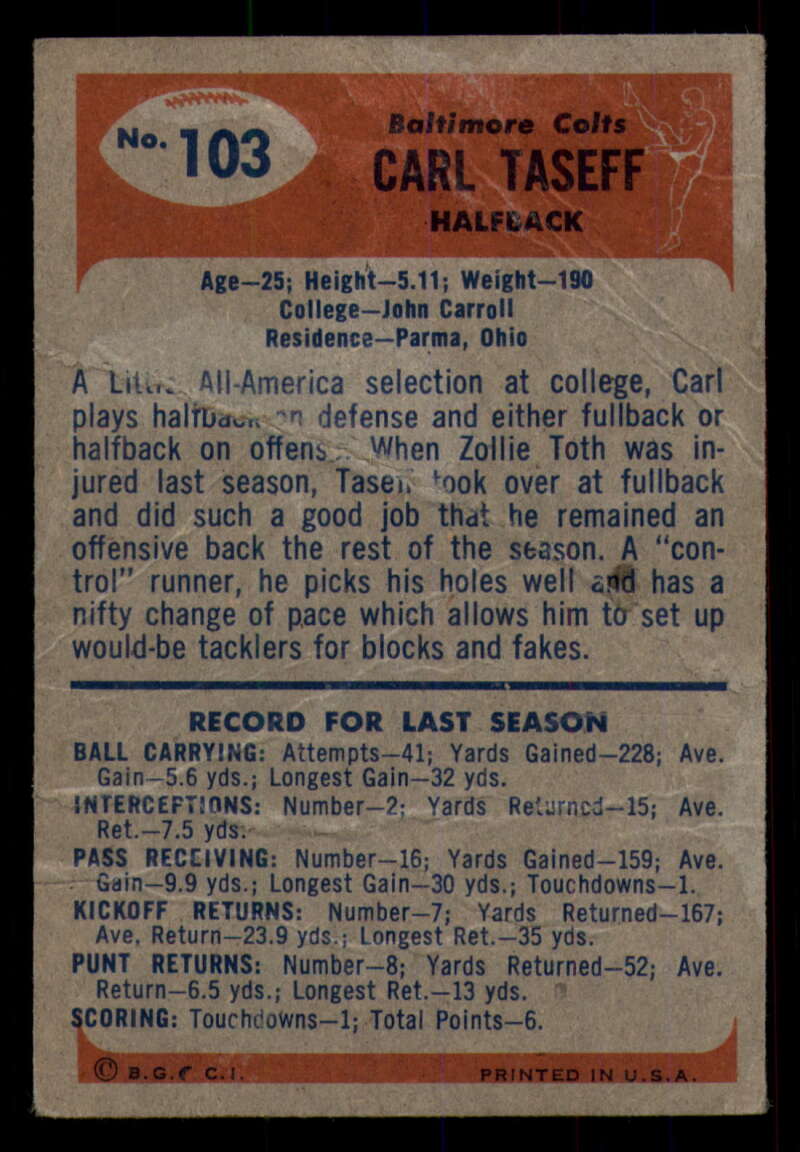 No. 103
Baltimore Colts
CARL TASEFF
HALFBACK
Age—25; Height—5.11; Weight—190
College—John Carroll
Residence—Parma, Ohio
A All-America selection at college, Carl
plays halfback on defense and either fullback or
halfback on offense. When Zollie Toth was in-
jured last season, Taseff took over at fullback
and did such a good job that he remained an
offensive back the rest of the season. A “con-
trol” runner, he picks his holes well and has a
nifty change of pace which allows him to set up
would-be tacklers for blocks and fakes.
RECORD FOR LAST SEASON
BALL CARRYING: Attempts—41; Yards Gained—228; Ave.
Gain—5.6 yds.; Longest Gain—32 yds.
INTERCEPTIONS: Number—2; Yards Returned—15; Ave.
Ret.—7.5 yds.
PASS RECEIVING: Number—16; Yards Gained—159; Ave.
Gain—9.9 yds.; Longest Gain—30 yds.; Touchdowns—1.
KICKOFF RETURNS: Number—7; Yards Returned—167;
Ave. Return—23.9 yds.; Longest Ret.—35 yds.
PUNT RETURNS: Number—8; Yards Returned—52; Ave.
Return—6.5 yds.; Longest Ret.—13 yds.
SCORING: Touchdowns—1; Total Points—6.
© B.G. C.I. PRINTED IN U.S.A.